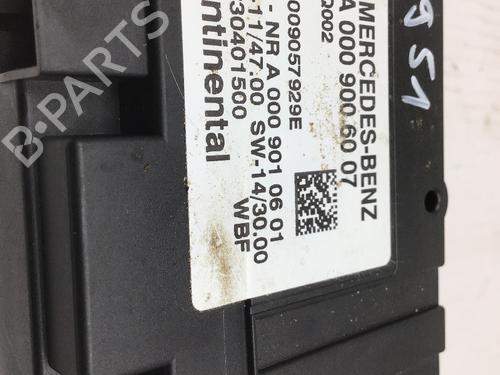 MERCEDES-BENZ
A 000 900 60 07
Q002
009057929E
- NR A 000 901 06 01
-11/47.00 SW-14/30.00
30401500 WBF
ntinental
951
B-PARTS